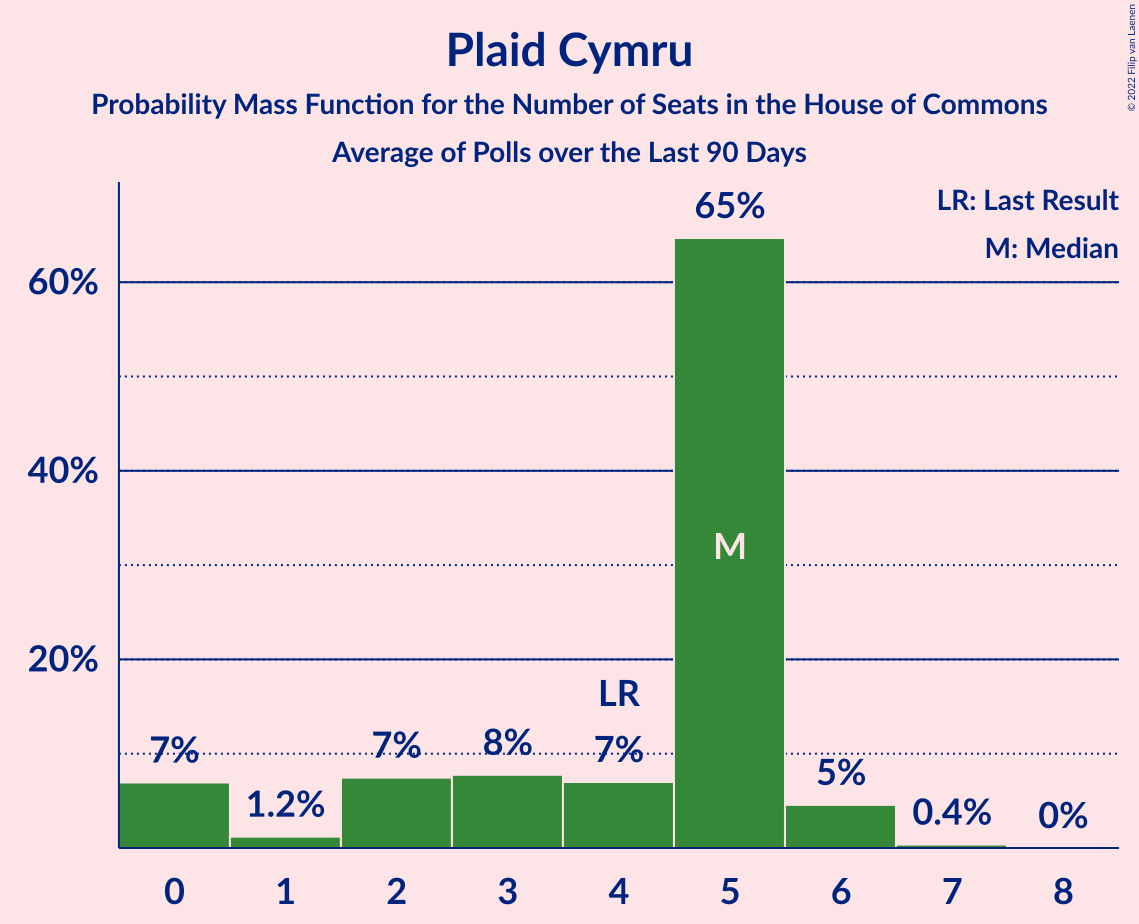 Plaid Cymru
Probability Mass Function for the Number of Seats in the House of Commons
Average of Polls over the Last 90 Days
© 2022 Filip van Laenen
LR: Last Result
M: Median
60%
40%
20%
7%
1.2%
7%
8%
LR
7%
65%
M
5%
0.4%
0%
0 1 2 3 4 5 6 7 8